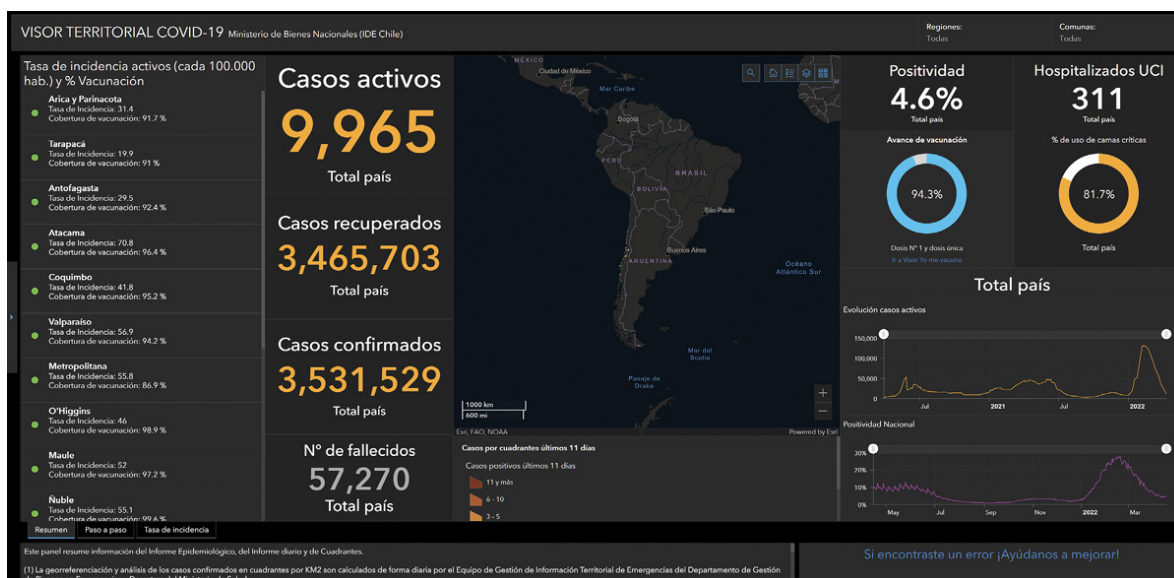 VISOR TERRITORIAL COVID-19 Ministerio de Bienes Nacionales (IDE Chile)
Regiones:
Todas
Comunas:
Todas
Tasa de incidencia activos (cada 100.000
hab.) y % Vacunación
Arica y Parinacota
Tasa de Incidencia: 31.4
Cobertura de vacunación: 91.7 %
Tarapacá
Tasa de Incidencia: 19.9
Cobertura de vacunación: 91 %
Antofagasta
Tasa de Incidencia: 29.5
Cobertura de vacunación: 92.4 %
Atacama
Tasa de Incidencia: 70.8
Cobertura de vacunación: 96.4 %
Coquimbo
Tasa de Incidencia: 41.8
Cobertura de vacunación: 95.2 %
Valparaíso
Tasa de Incidencia: 56.9
Cobertura de vacunación: 94.2 %
Metropolitana
Tasa de Incidencia: 55.8
Cobertura de vacunación: 86.9 %
O'Higgins
Tasa de Incidencia: 46
Cobertura de vacunación: 98.9 %
Maule
Tasa de Incidencia: 52
Cobertura de vacunación: 97.2 %
Ñuble
Tasa de Incidencia: 55.1
Cobertura de vacunación: 99.6 %
Resumen
Paso a paso
Tasa de incidencia
Casos activos
9,965
Total país
Casos recuperados
3,465,703
Total país
Casos confirmados
3,531,529
Total país
N° de fallecidos
57,270
Total país
MÉXICO
Ciudad de México
Mar Caribe
Bogotá
PERÚ
BRASIL
BOLIVIA
São Paulo
Buenos Aires
ARGENTINA
Océano
Atlántico Sur
Mar del
Scotia
Pasaje de
Drake
1000 km
600 mi
+
−
Esri, FAO, NOAA
Powered by Esri
Casos por cuadrantes últimos 11 días
Casos positivos últimos 11 días
11 y más
6 - 10
3 - 5
Positividad
4.6%
Total país
Hospitalizados UCI
311
Total país
Avance de vacunación
94.3%
Dosis N° 1 y dosis única
Ir a Visor Yo me vacuno
% de uso de camas críticas
81.7%
Total país
Total país
Evolución casos activos
150,000
100,000
50,000
0
Jul
2021
Jul
2022
Positividad Nacional
30%
20%
10%
0%
May
Jul
Sep
Nov
2022
Mar
Este panel resume información del Informe Epidemiológico, del Informe diario y de Cuadrantes.
(1) La georreferenciación y análisis de los casos confirmados en cuadrantes por KM2 son calculados de forma diaria por el Equipo de Gestión de Información Territorial de Emergencias del Departamento de Gestión
Si encontraste un error ¡Ayúdanos a mejorar!